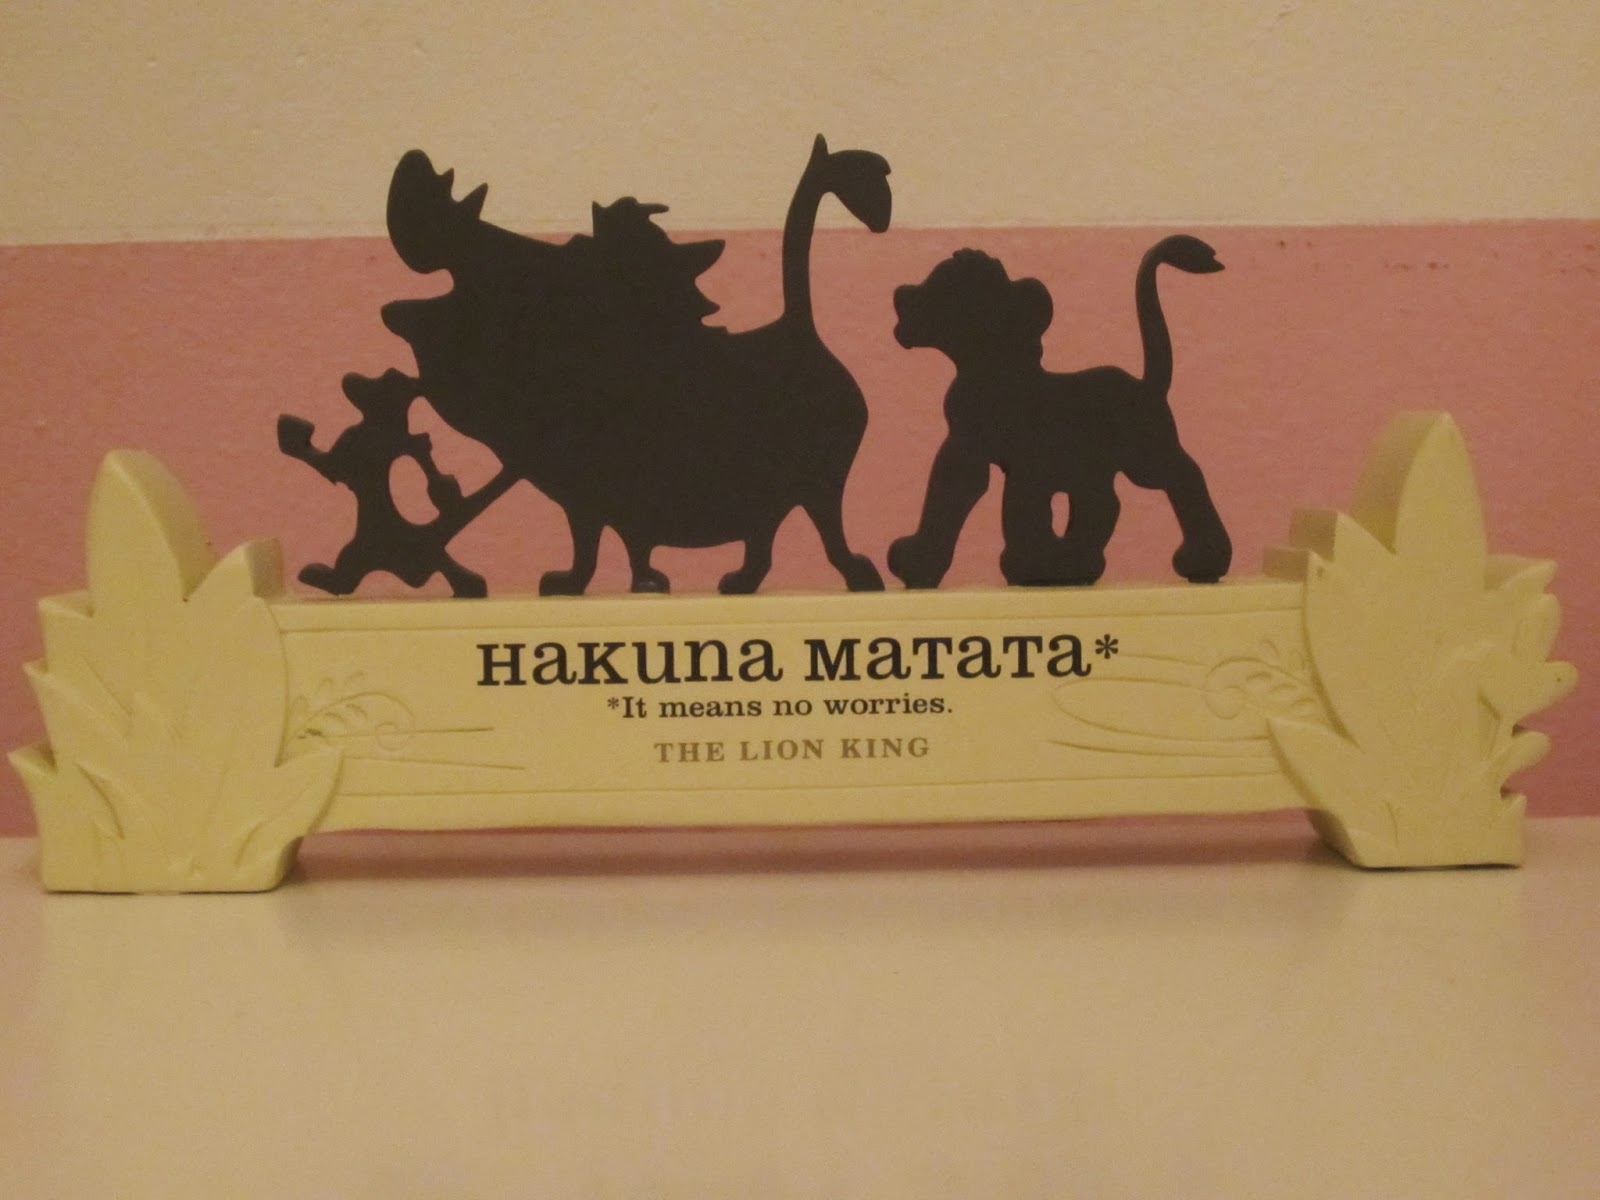 Hakuna Matata*
*It means no worries.
THE LION KING